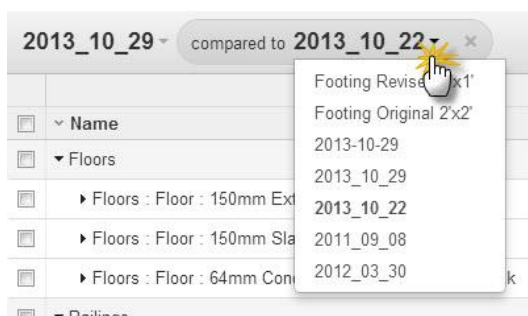 2013_10_29 compared to 2013_10_22 ×
Footing Revise x1'
Footing Original 2'x2'
2013-10-29
2013_10_29
2013_10_22
2011_09_08
2012_03_30
Name
Floors
Floors : Floor : 150mm Ext
Floors : Floor : 150mm Sla
Floors : Floor : 64mm Con k